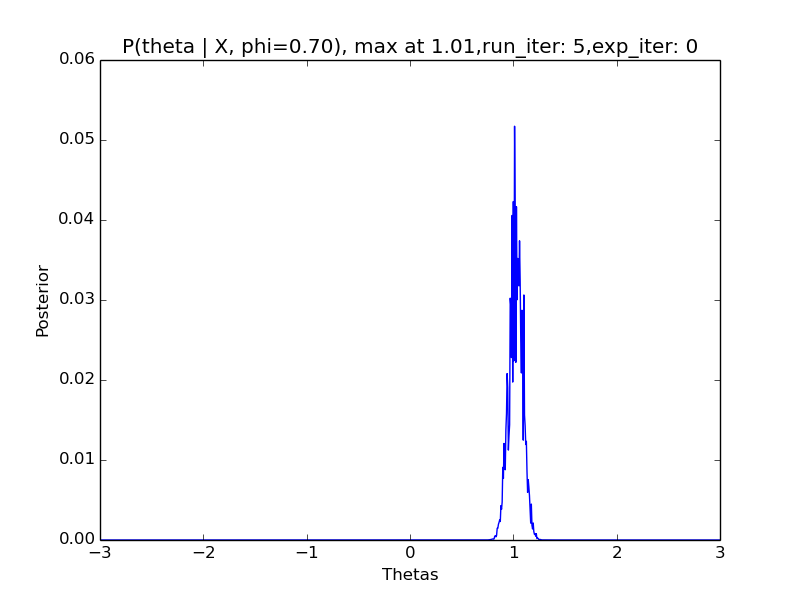 P(theta | X, phi=0.70), max at 1.01,run_iter: 5,exp_iter: 0
0.06
0.05
0.04
0.03
0.02
0.01
0.00
Posterior
−3 −2 −1 0 1 2 3
Thetas